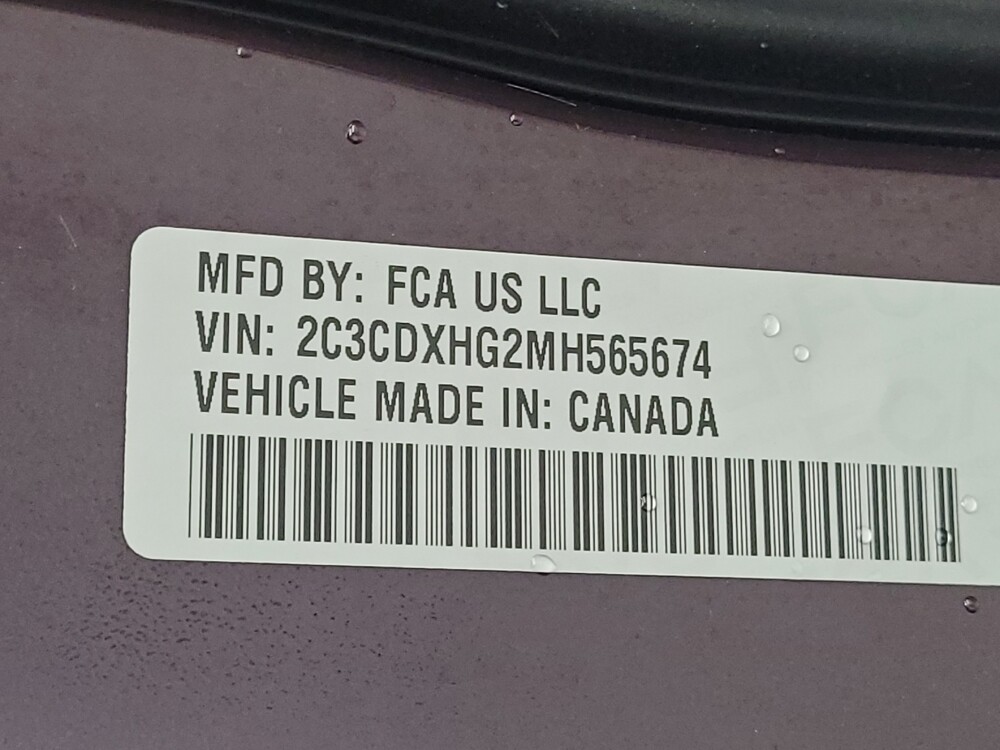 MFD BY: FCA US LLC
VIN: 2C3CDXHG2MH565674
VEHICLE MADE IN: CANADA